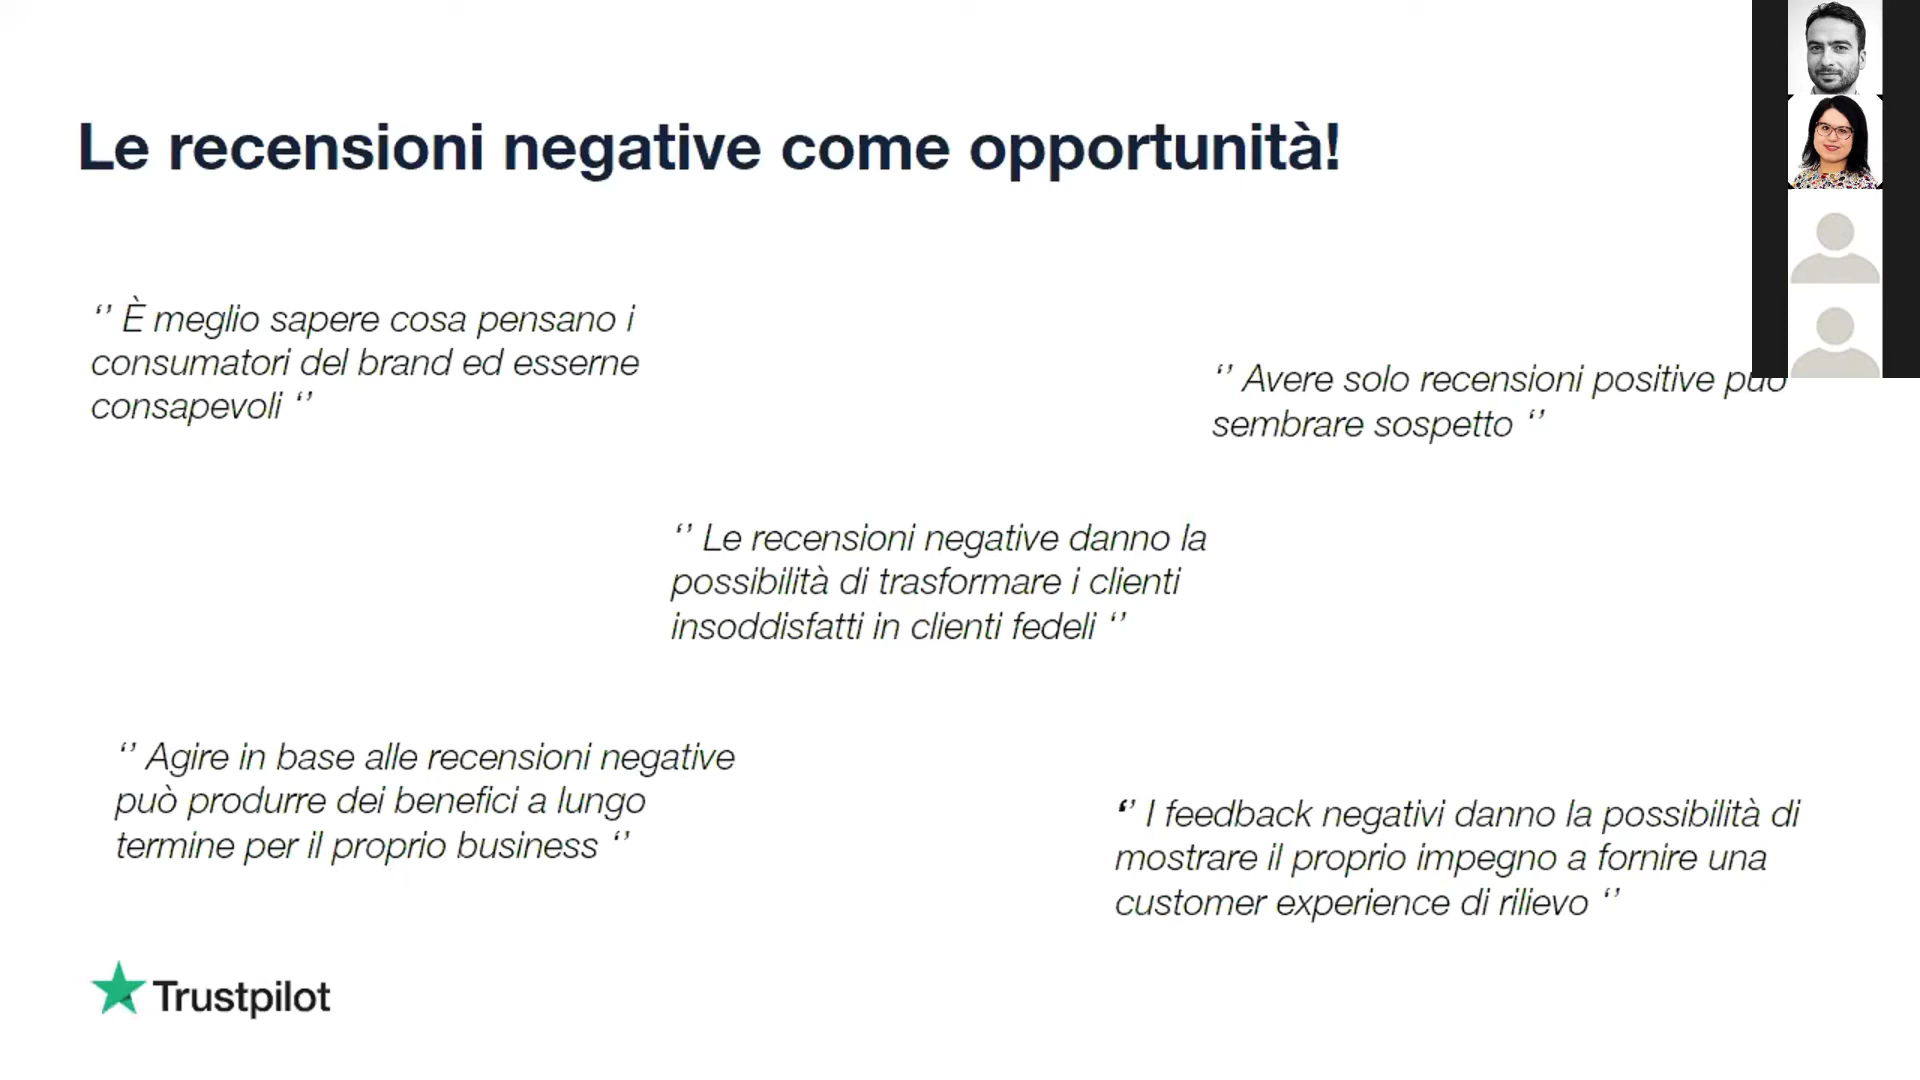 Le recensioni negative come opportunità!
‘’ È meglio sapere cosa pensano i
consumatori del brand ed esserne
consapevoli ‘’
‘’ Avere solo recensioni positive può
sembrare sospetto ‘’
‘’ Le recensioni negative danno la
possibilità di trasformare i clienti
insoddisfatti in clienti fedeli ‘’
‘’ Agire in base alle recensioni negative
può produrre dei benefici a lungo
termine per il proprio business ‘’
‘’ I feedback negativi danno la possibilità di
mostrare il proprio impegno a fornire una
customer experience di rilievo ‘’
Trustpilot